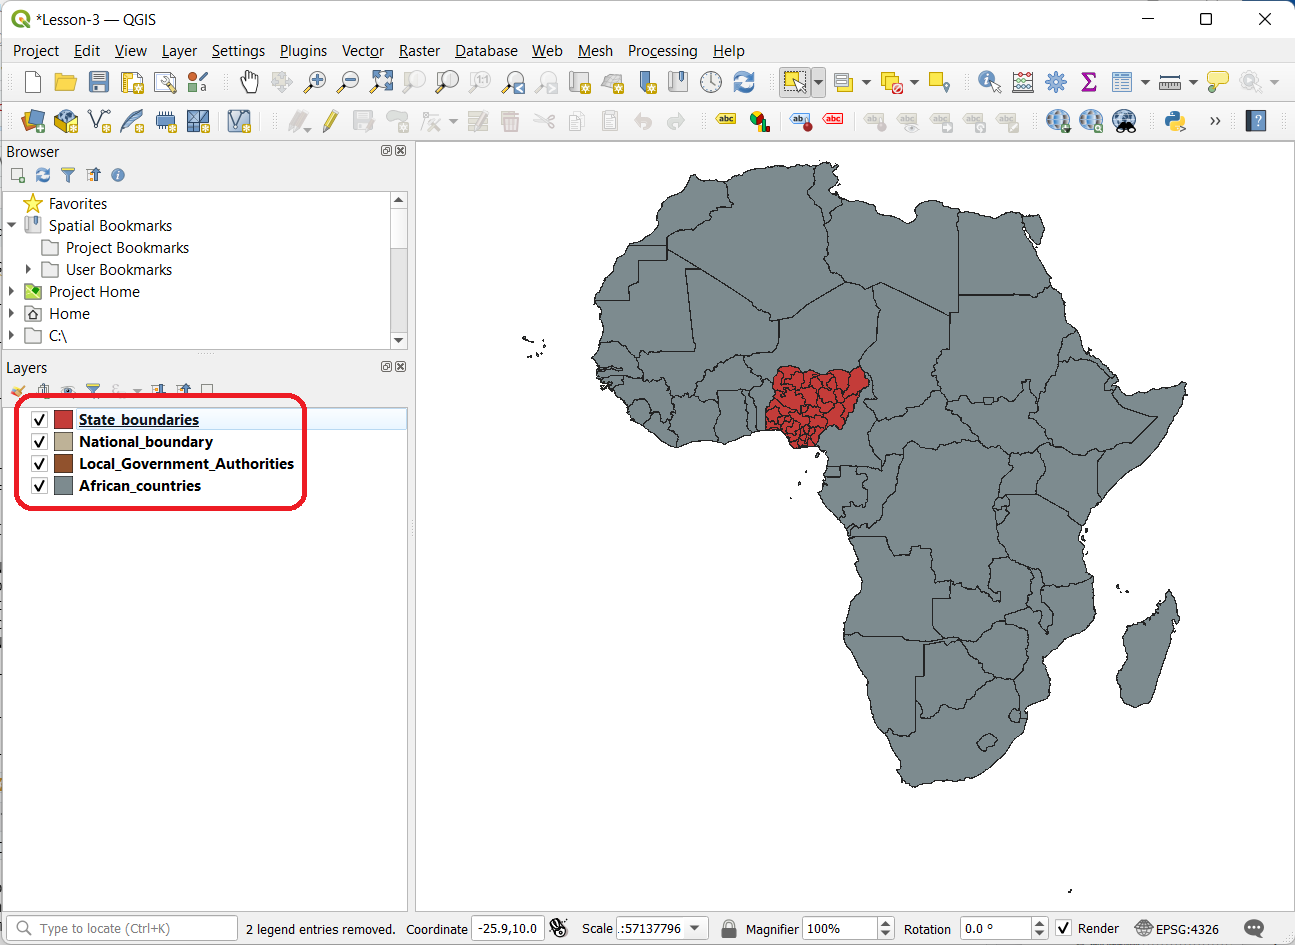 *Lesson-3 — QGIS
Project Edit View Layer Settings Plugins Vector Raster Database Web Mesh Processing Help
Browser
Favorites
Spatial Bookmarks
Project Bookmarks
User Bookmarks
Project Home
Home
C:\
Layers
State_boundaries
National_boundary
Local_Government_Authorities
African_countries
Type to locate (Ctrl+K) 2 legend entries removed. Coordinate -25.9,10.0 Scale :57137796 Magnifier 100% Rotation 0.0 ° Render EPSG:4326